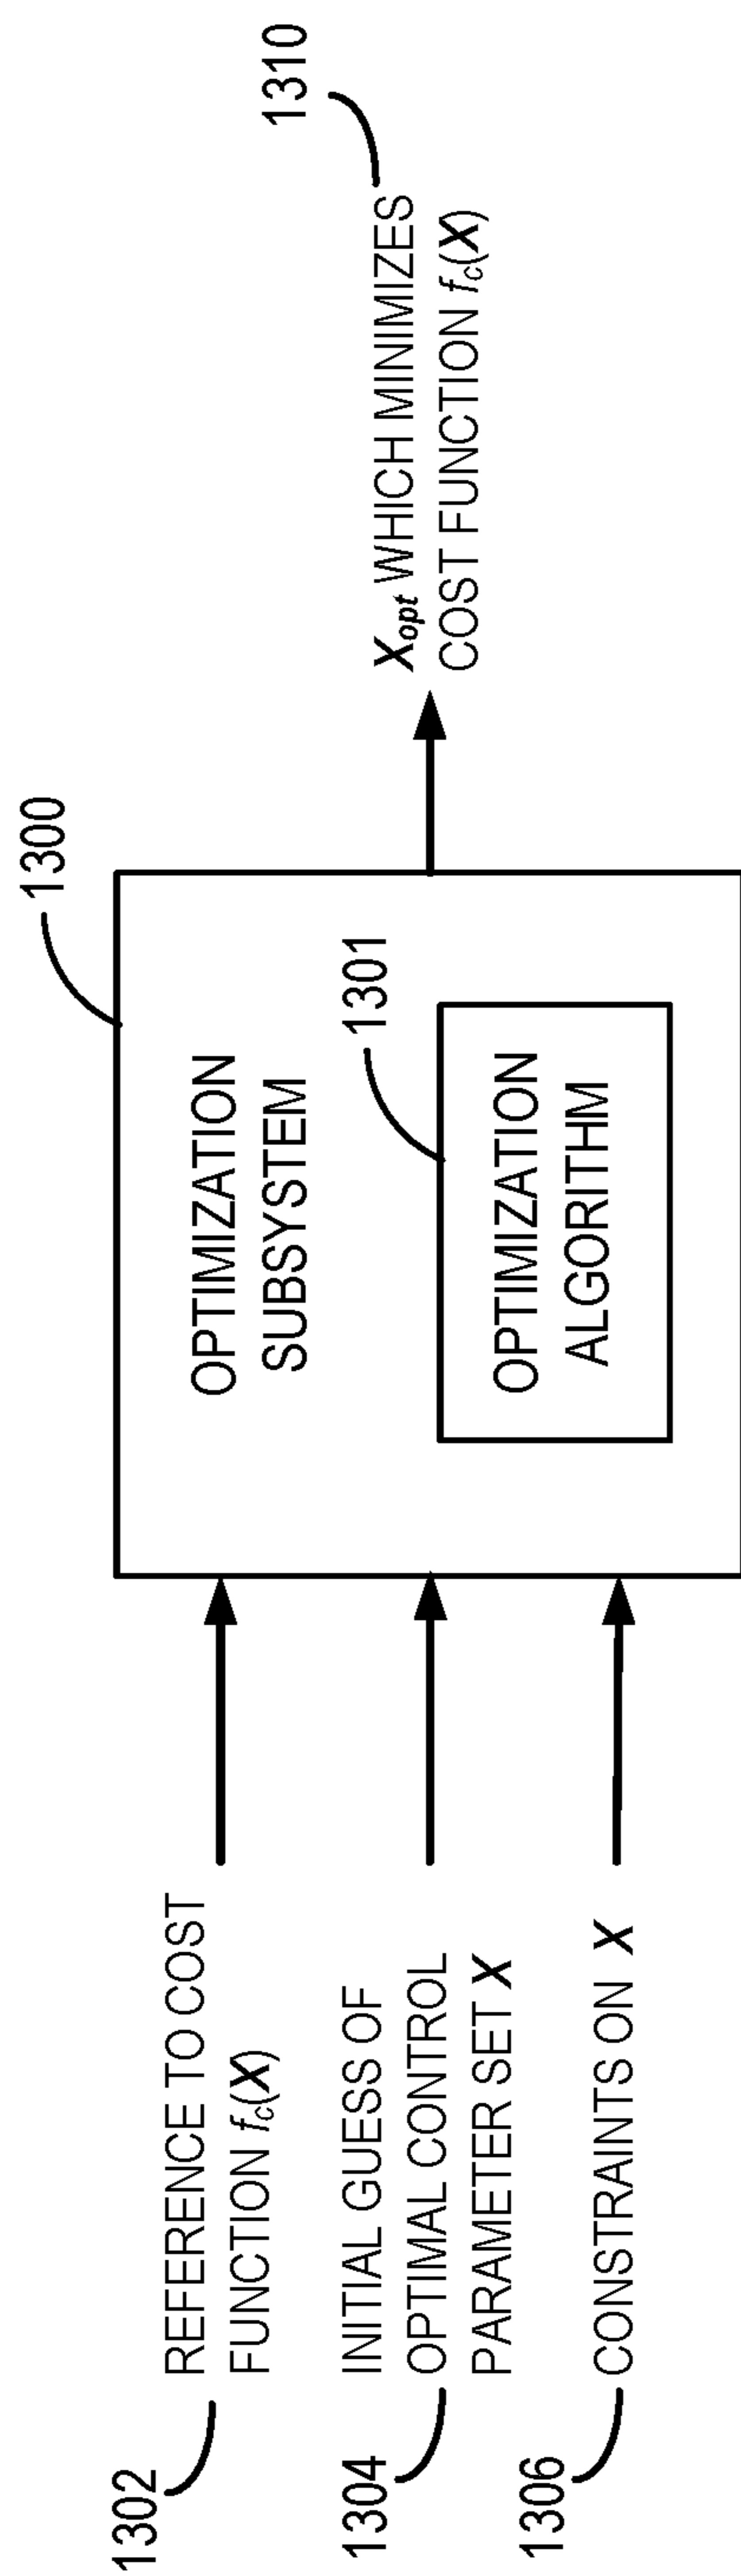 1302
REFERENCE TO COST
FUNCTION fc(X)
1304
INITIAL GUESS OF
OPTIMAL CONTROL
PARAMETER SET X
1306
CONSTRAINTS ON X
1300
OPTIMIZATION
SUBSYSTEM
1301
OPTIMIZATION
ALGORITHM
1310
Xopt WHICH MINIMIZES
COST FUNCTION fc(X)